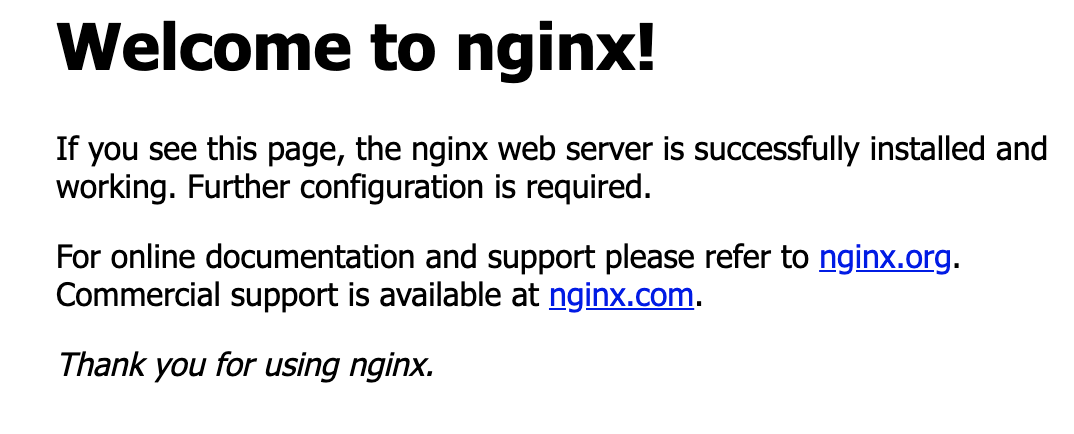 Welcome to nginx!
If you see this page, the nginx web server is successfully installed and
working. Further configuration is required.
For online documentation and support please refer to nginx.org.
Commercial support is available at nginx.com.
Thank you for using nginx.